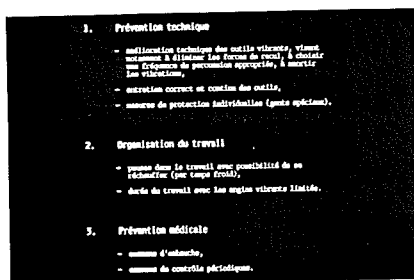 1. Prévention technique
- amélioration technique des outils vibrants, visant
notamment à éliminer les forces de recul, à choisir
une fréquence de percussion appropriée, à amortir
les vibrations,
- entretien correct et continu des outils,
- mesures de protection individuelles (gants spéciaux).
2. Organisation du travail
- pauses dans le travail avec possibilité de se
réchauffer (par temps froid),
- durée du travail avec les engins vibrants limitée.
3. Prévention médicale
- examens d'embauche,
- examens de contrôle périodiques.